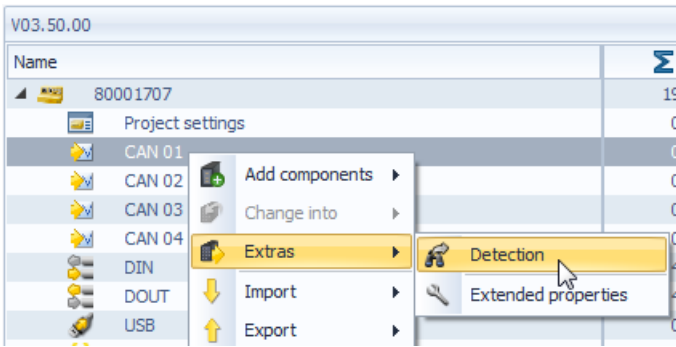 V03.50.00
Name
80001707
Project settings
CAN 01
CAN 02
CAN 03
CAN 04
DIN
DOUT
USB
Add components
Change into
Extras
Import
Export
Detection
Extended properties